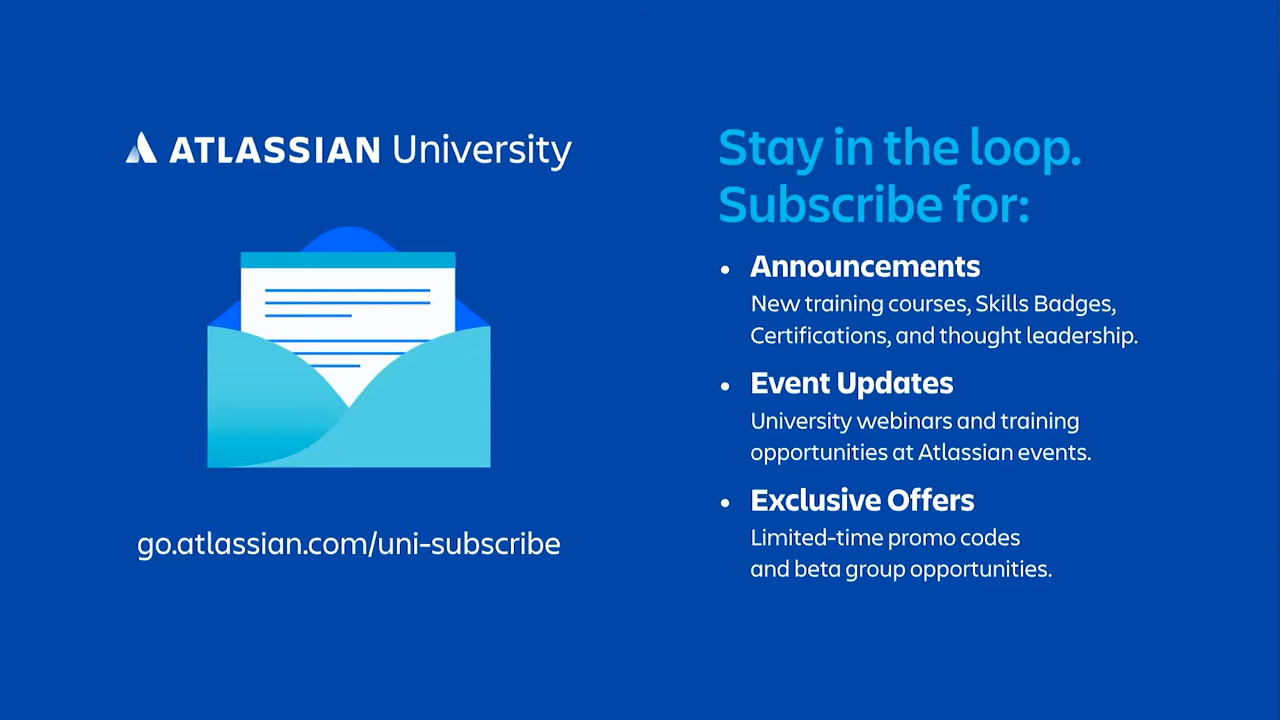 ATLASSIAN University
go.atlassian.com/uni-subscribe
Stay in the loop.
Subscribe for:
• Announcements
New training courses, Skills Badges,
Certifications, and thought leadership.
• Event Updates
University webinars and training
opportunities at Atlassian events.
• Exclusive Offers
Limited-time promo codes
and beta group opportunities.